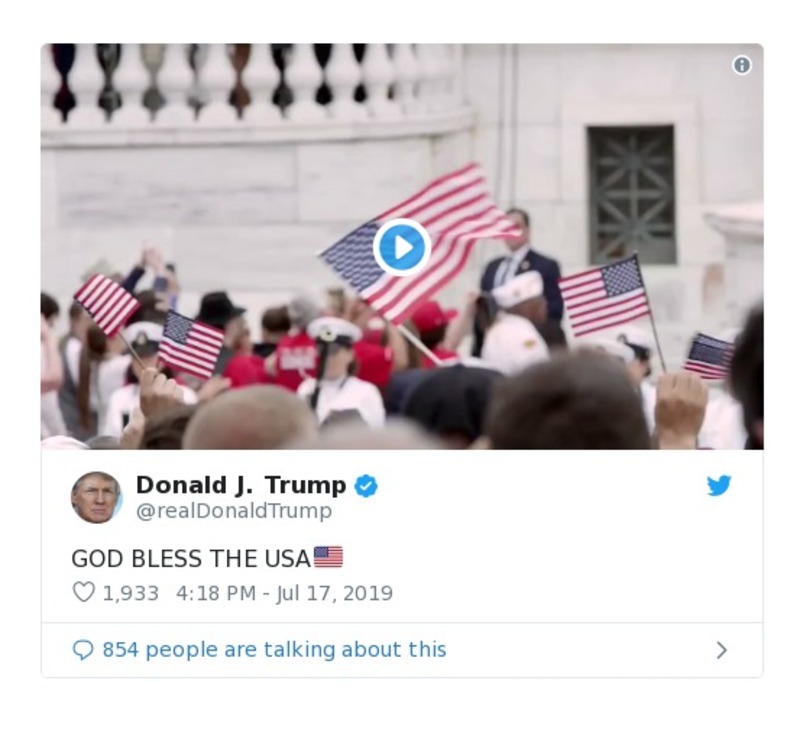 Donald J. Trump
@realDonaldTrump
GOD BLESS THE USA🇺🇸
1,933 4:18 PM - Jul 17, 2019
854 people are talking about this